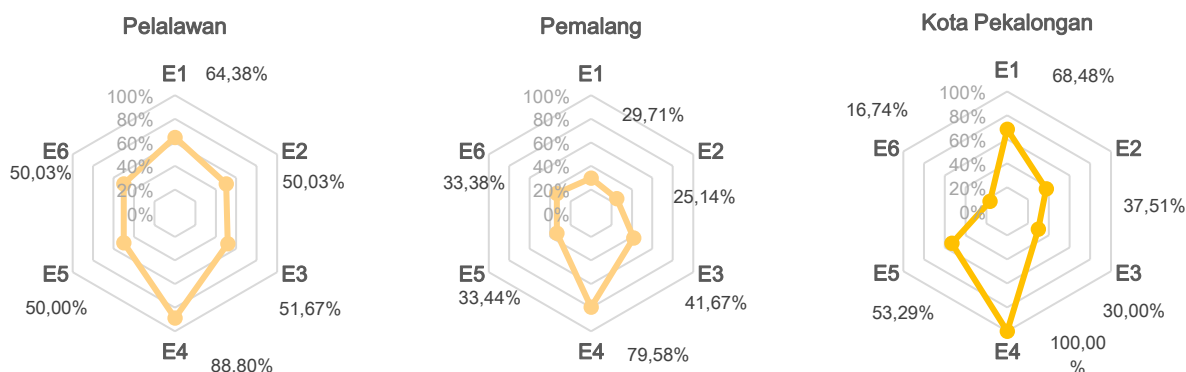 Pelalawan
E1
64,38%
100%
80%
60%
40%
20%
0%
E6
50,03%
E2
50,03%
E5
50,00%
E3
51,67%
E4
88.80%
Pemalang
E1
29,71%
100%
80%
60%
40%
20%
0%
E6
33,38%
E2
25,14%
E5
33,44%
E3
41,67%
E4
79,58%
Kota Pekalongan
E1
68,48%
16,74%
100%
80%
60%
40%
20%
0%
E6
E2
37,51%
E5
53,29%
E3
30,00%
E4
100,00
%